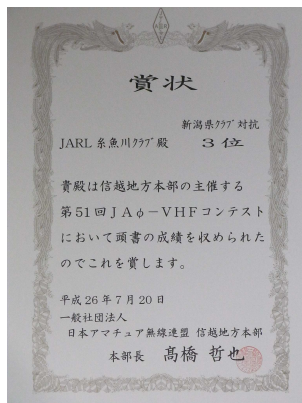 賞状
新潟県クラブ対抗
JARL 糸魚川クラブ殿 3位
貴殿は信越地方本部の主催する
第51回JAφ－VHFコンテスト
において頭書の成績を収められた
のでこれを賞します。
平成26年7月20日
一般社団法人
日本アマチュア無線連盟 信越地方本部
本部長 髙橋 哲也